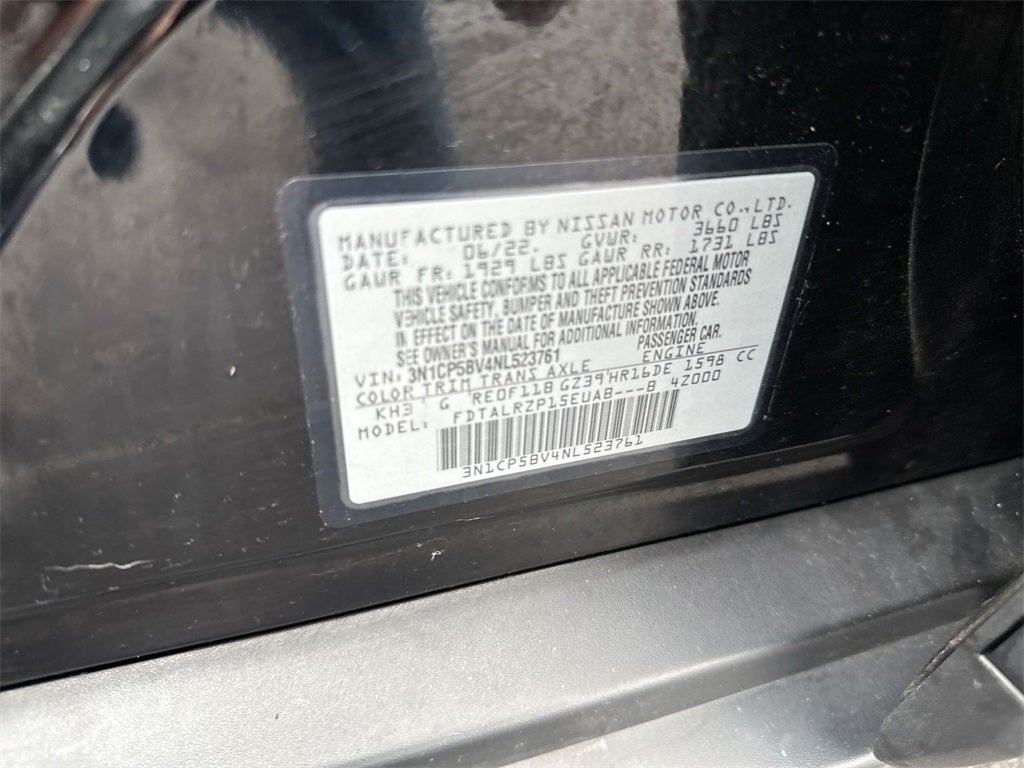 MANUFACTURED BY NISSAN MOTOR CO.,LTD.
DATE: 06/22. GVWR: 3660 LBS
GAWR FR: 1929 LBS GAWR RR: 1731 LBS
THIS VEHICLE CONFORMS TO ALL APPLICABLE FEDERAL MOTOR
VEHICLE SAFETY, BUMPER AND THEFT PREVENTION STANDARDS
IN EFFECT ON THE DATE OF MANUFACTURE SHOWN ABOVE.
SEE OWNER'S MANUAL FOR ADDITIONAL INFORMATION.
VIN: 3N1CP5BV4NL523761 PASSENGER CAR.
COLOR TRIM TRANS AXLE ENGINE
KH3 G RE0F11B GZ39 HR16DE 1598 CC
MODEL: FDTALRZP15EUAB---B 4Z000
3N1CP5BV4NL523761